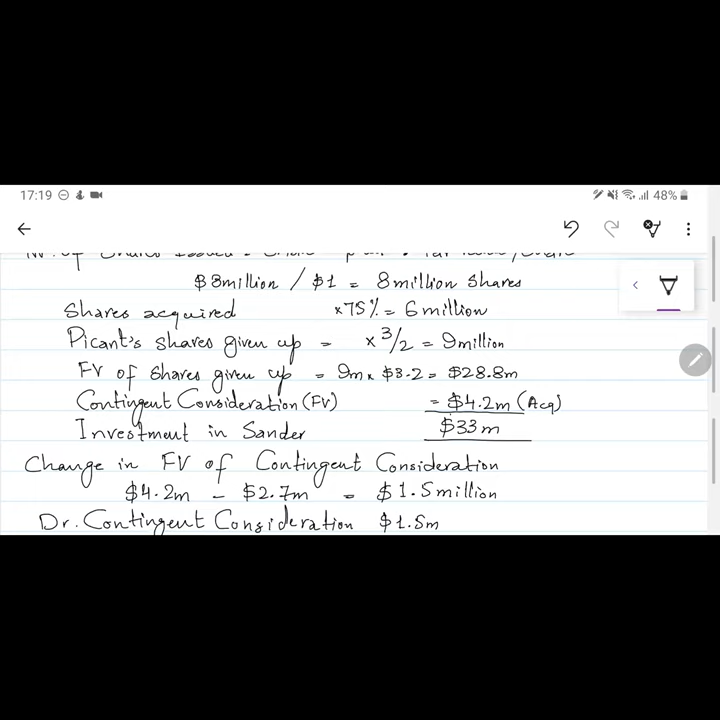 17:19 48%
$8million / $1 = 8million Shares
Shares acquired ×75% = 6million
Picant's shares given up = × 3/2 = 9million
FV of shares given up = 9m × $3.2 = $28.8m
Contingent Consideration (FV) = $4.2m (Acq)
Investment in Sander $33m
Change in FV of Contingent Consideration
$4.2m - $2.7m = $1.5million
Dr. Contingent Consideration $1.5m